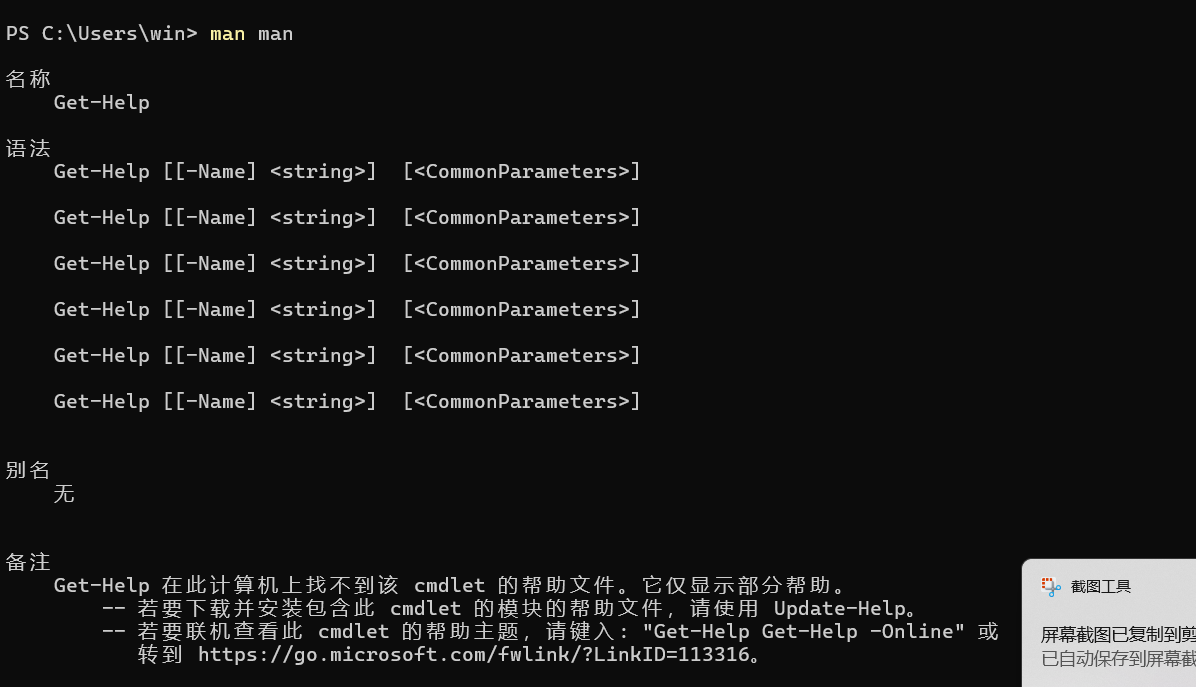 PS C:\Users\win> man man
名称
Get-Help
语法
Get-Help [[-Name] <string>]  [<CommonParameters>]
Get-Help [[-Name] <string>]  [<CommonParameters>]
Get-Help [[-Name] <string>]  [<CommonParameters>]
Get-Help [[-Name] <string>]  [<CommonParameters>]
Get-Help [[-Name] <string>]  [<CommonParameters>]
Get-Help [[-Name] <string>]  [<CommonParameters>]
别名
无
备注
Get-Help 在此计算机上找不到该 cmdlet 的帮助文件。它仅显示部分帮助。
-- 若要下载并安装包含此 cmdlet 的模块的帮助文件，请使用 Update-Help。
-- 若要联机查看此 cmdlet 的帮助主题，请键入: "Get-Help Get-Help -Online" 或
转到 https://go.microsoft.com/fwlink/?LinkID=113316。
截图工具
屏幕截图已复制到剪
已自动保存到屏幕截